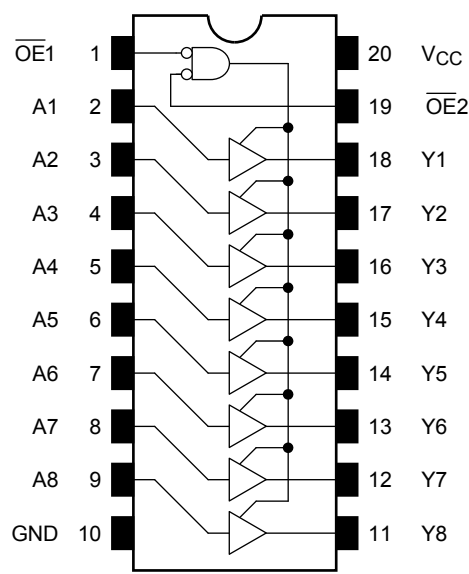 O̅E̅1 1 20 VCC
A1 2 19 O̅E̅2
A2 3 18 Y1
A3 4 17 Y2
A4 5 16 Y3
A5 6 15 Y4
A6 7 14 Y5
A7 8 13 Y6
A8 9 12 Y7
GND 10 11 Y8